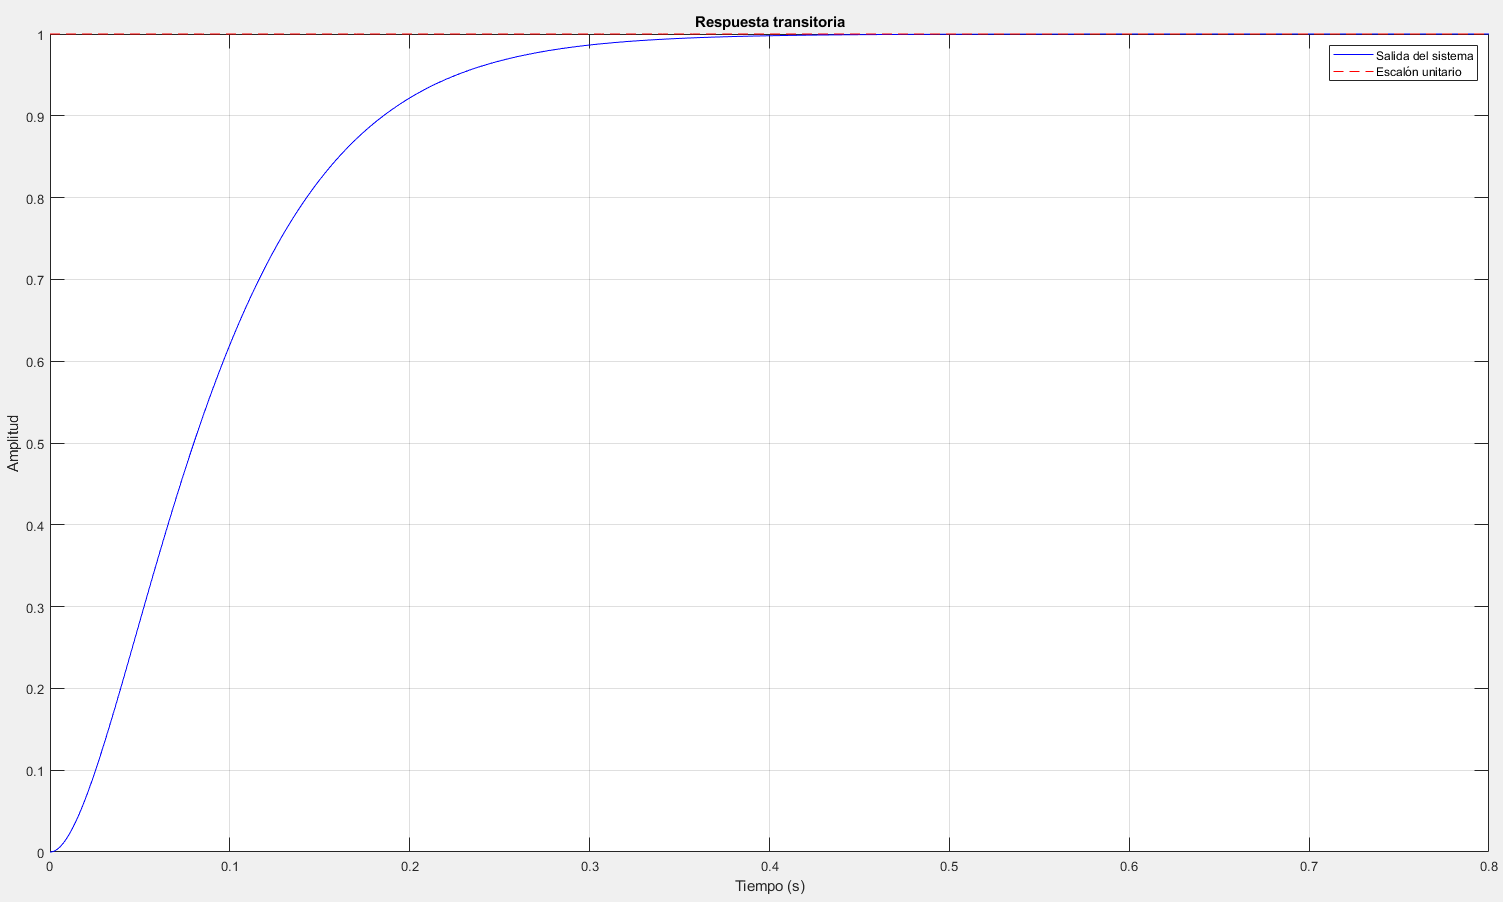 Respuesta transitoria
Salida del sistema
Escalón unitario
Amplitud
1
0.9
0.8
0.7
0.6
0.5
0.4
0.3
0.2
0.1
0
0 0.1 0.2 0.3 0.4 0.5 0.6 0.7 0.8
Tiempo (s)